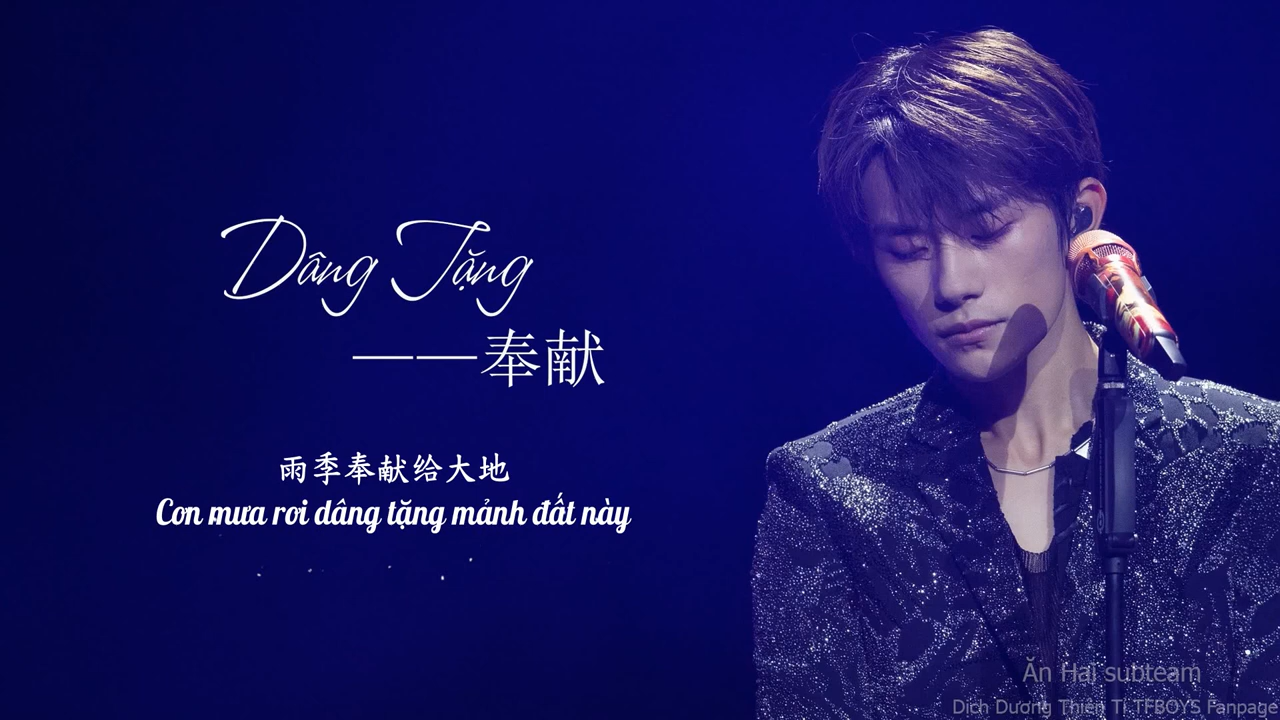 Dâng Tặng
——奉献
雨季奉献给大地
Cơn mưa rơi dâng tặng mảnh đất này
Ăn Hại subteam
Dịch Dương Thiên Tỉ TFBOYS Fanpage